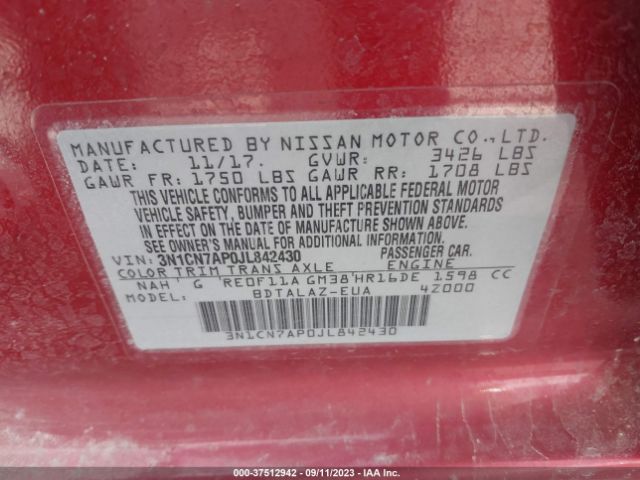 MANUFACTURED BY NISSAN MOTOR CO.,LTD.
DATE: 11/17. GVWR: 3426 LBS
GAWR FR: 1750 LBS GAWR RR: 1708 LBS
THIS VEHICLE CONFORMS TO ALL APPLICABLE FEDERAL MOTOR
VEHICLE SAFETY, BUMPER AND THEFT PREVENTION STANDARDS
IN EFFECT ON THE DATE OF MANUFACTURE SHOWN ABOVE.
SEE OWNER'S MANUAL FOR ADDITIONAL INFORMATION.
VIN: 3N1CN7AP0JL842430 PASSENGER CAR.
COLOR TRIM TRANS AXLE ENGINE
NAH G RE0F11A GM38 HR16DE 1598 CC
MODEL: BDTALAZ-EUA 4Z000
3N1CN7AP0JL842430
000-37512942 - 09/11/2023 - IAAI.COM